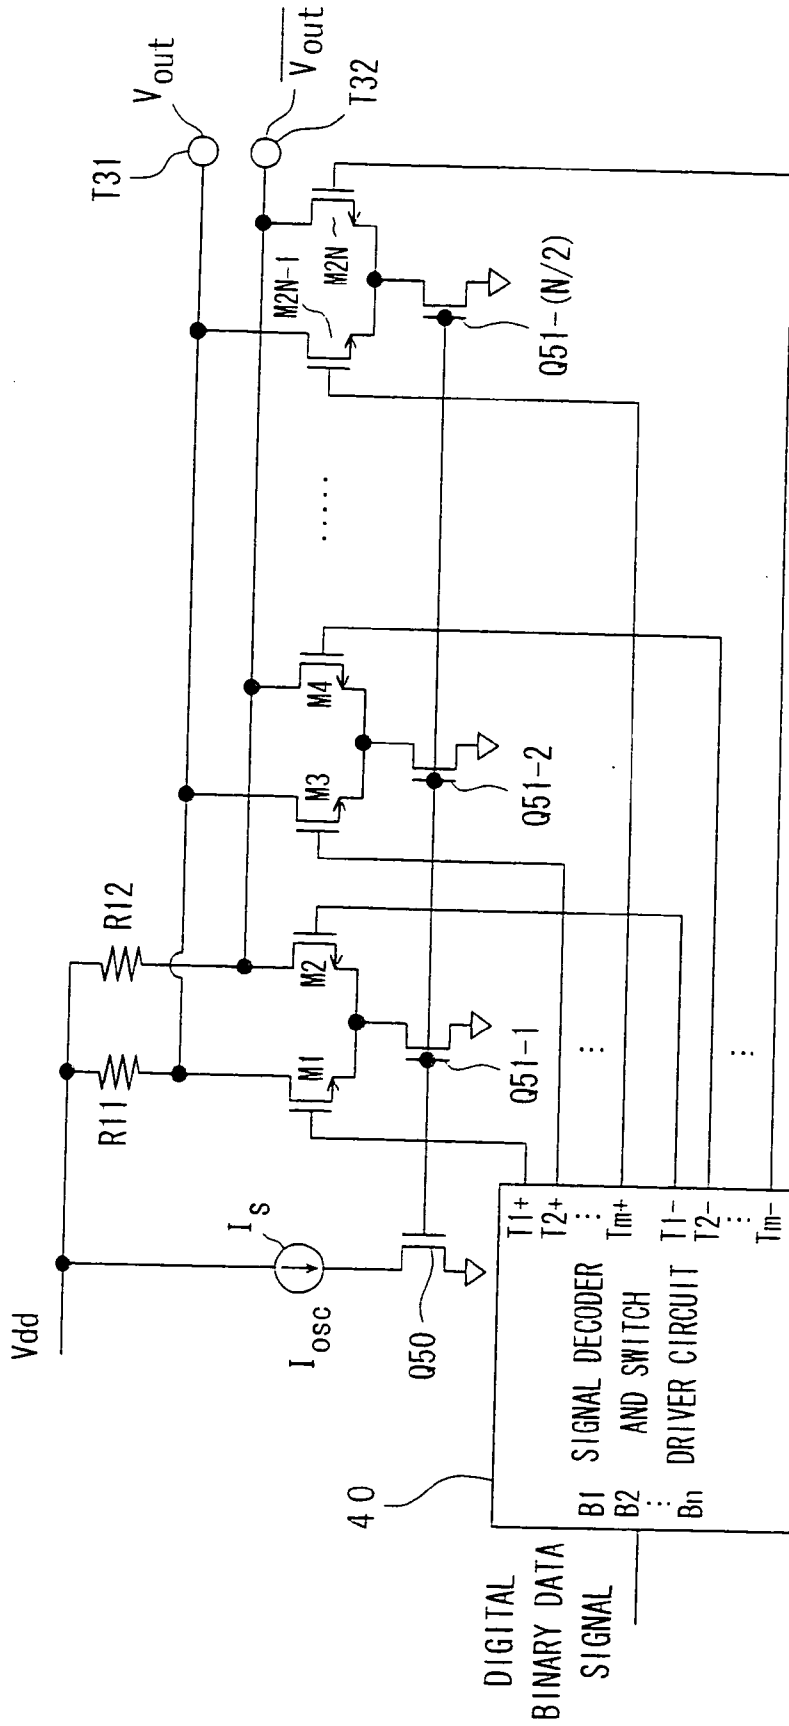 Vdd
R11
R12
T31
Vout
Vout
T32
Iosc
Is
M1
M2
M3
M4
M2N-1
M2N
.....
Q50
Q51-1
Q51-2
Q51-(N/2)
40
DIGITAL
BINARY DATA
SIGNAL
B1
B2
⋮
Bn
SIGNAL DECODER
AND SWITCH
DRIVER CIRCUIT
T1+
T2+
⋮
Tm+
T1-
T2-
⋮
Tm-